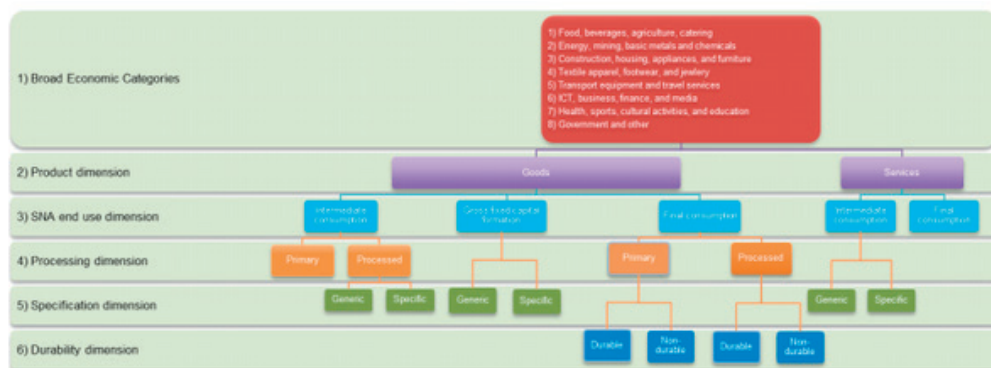 1) Broad Economic Categories
1) Food, beverages, agriculture, catering
2) Energy, mining, basic metals and chemicals
3) Construction, housing, appliances, and furniture
4) Textile apparel, footwear, and jewelry
5) Transport equipment and travel services
6) ICT, business, finance, and media
7) Health, sports, cultural activities, and education
8) Government and other
2) Product dimension
Goods
Services
3) SNA end use dimension
Intermediate
consumption
Gross fixed capital
formation
Final consumption
Intermediate
consumption
Final
consumption
4) Processing dimension
Primary
Processed
Primary
Processed
5) Specification dimension
Generic
Specific
Generic
Specific
Generic
Specific
6) Durability dimension
Durable
Non-
durable
Durable
Non-
durable